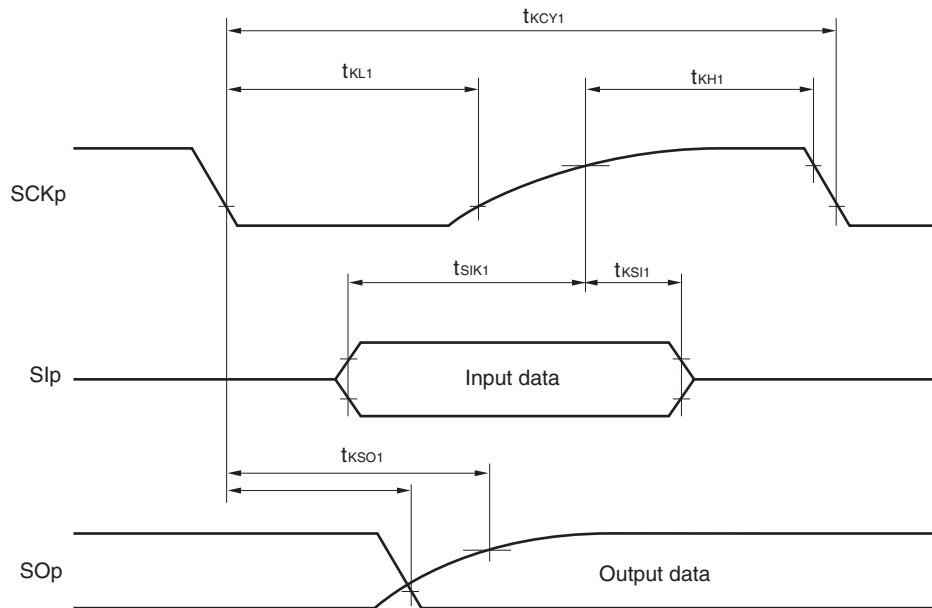 tKCY1
tKL1
tKH1
SCKp
tSIK1
tKSI1
SIp
Input data
tKSO1
SOp
Output data